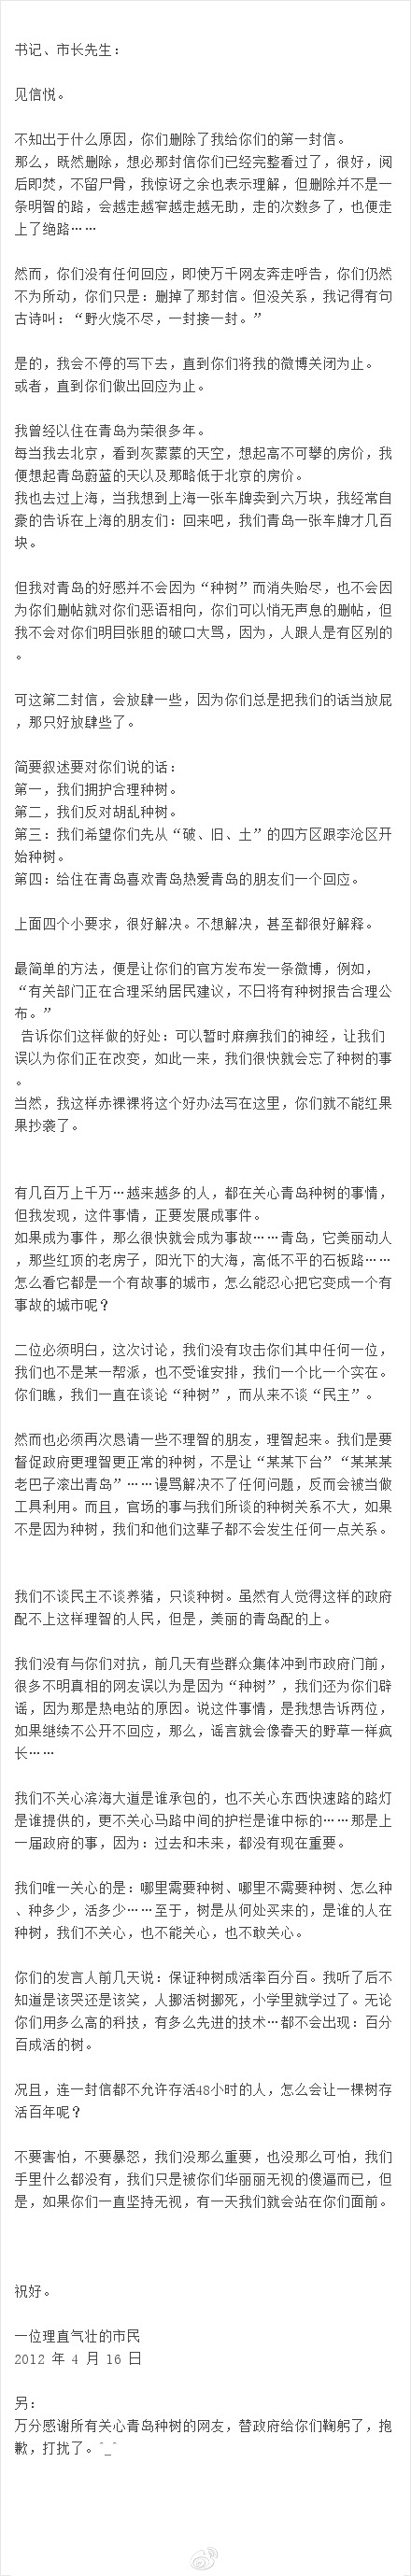 书记、市长先生：
见信悦。
不知出于什么原因，你们删除了我给你们的第一封信。
那么，既然删除，想必那封信你们已经完整看过了，很好，阅
后即焚，不留尸骨，我惊讶之余也表示理解，但删除并不是一
条明智的路，会越走越窄越走越无助，走的次数多了，也便走
上了绝路……
然而，你们没有任何回应，即使万千网友奔走呼告，你们仍然
不为所动，你们只是：删掉了那封信。但没关系，我记得有句
古诗叫：“野火烧不尽，一封接一封。”
是的，我会不停的写下去，直到你们将我的微博关闭为止。
或者，直到你们做出回应为止。
我曾经以住在青岛为荣很多年。
每当我去北京，看到灰蒙蒙的天空，想起高不可攀的房价，我
便想起青岛蔚蓝的天以及那略低于北京的房价。
我也去过上海，当我想到上海一张车牌卖到六万块，我经常自
豪的告诉在上海的朋友们：回来吧，我们青岛一张车牌才几百
块。
但我对青岛的好感并不会因为“种树”而消失贻尽，也不会因
为你们删帖就对你们恶语相向，你们可以悄无声息的删帖，但
我不会对你们明目张胆的破口大骂，因为，人跟人是有区别的
。
可这第二封信，会放肆一些，因为你们总是把我们的话当放屁
，那只好放肆些了。
简要叙述要对你们说的话：
第一，我们拥护合理种树。
第二，我们反对胡乱种树。
第三：我们希望你们先从“破、旧、土”的四方区跟李沧区开
始种树。
第四：给住在青岛喜欢青岛热爱青岛的朋友们一个回应。
上面四个小要求，很好解决。不想解决，甚至都很好解释。
最简单的方法，便是让你们的官方发布发一条微博，例如，
“有关部门正在合理采纳居民建议，不日将有种树报告合理公
布。”
告诉你们这样做的好处：可以暂时麻痹我们的神经，让我们
误以为你们正在改变，如此一来，我们很快就会忘了种树的事
。
当然，我这样赤裸裸将这个好办法写在这里，你们就不能红果
果抄袭了。
有几百万上千万…越来越多的人，都在关心青岛种树的事情，
但我发现，这件事情，正要发展成事件。
如果成为事件，那么很快就会成为事故……青岛，它美丽动人
，那些红顶的老房子，阳光下的大海，高低不平的石板路……
怎么看它都是一个有故事的城市，怎么能忍心把它变成一个有
事故的城市呢？
二位必须明白，这次讨论，我们没有攻击你们其中任何一位，
我们也不是某一帮派，也不受谁安排，我们一个比一个实在。
你们瞧，我们一直在谈论“种树”，而从来不谈“民主”。
然而也必须再次恳请一些不理智的朋友，理智起来。我们是要
督促政府更理智更正常的种树，不是让“某某下台”“某某某
老巴子滚出青岛”……谩骂解决不了任何问题，反而会被当做
工具利用。而且，官场的事与我们所谈的种树关系不大，如果
不是因为种树，我们和他们这辈子都不会发生任何一点关系。
我们不谈民主不谈养猪，只谈种树。虽然有人觉得这样的政府
配不上这样理智的人民，但是，美丽的青岛配的上。
我们没有与你们对抗，前几天有些群众集体冲到市政府门前，
很多不明真相的网友误以为是因为“种树”，我们还为你们辟
谣，因为那是热电站的原因。说这件事情，是我想告诉两位，
如果继续不公开不回应，那么，谣言就会像春天的野草一样疯
长……
我们不关心滨海大道是谁承包的，也不关心东西快速路的路灯
是谁提供的，更不关心马路中间的护栏是谁中标的……那是上
一届政府的事，因为：过去和未来，都没有现在重要。
我们唯一关心的是：哪里需要种树、哪里不需要种树、怎么种
、种多少，活多少……至于，树是从何处买来的，是谁的人在
种树，我们不关心，也不能关心，也不敢关心。
你们的发言人前几天说：保证种树成活率百分百。我听了后不
知道是该哭还是该笑，人挪活树挪死，小学里就学过了。无论
你们用多么高的科技，有多么先进的技术…都不会出现：百分
百成活的树。
况且，连一封信都不允许存活48小时的人，怎么会让一棵树存
活百年呢？
不要害怕，不要暴怒，我们没那么重要，也没那么可怕，我们
手里什么都没有，我们只是被你们华丽丽无视的傻逼而已，但
是，如果你们一直坚持无视，有一天我们就会站在你们面前。
祝好。
一位理直气壮的市民
2012 年 4 月 16 日
另：
万分感谢所有关心青岛种树的网友，替政府给你们鞠躬了，抱
歉，打扰了。^_^